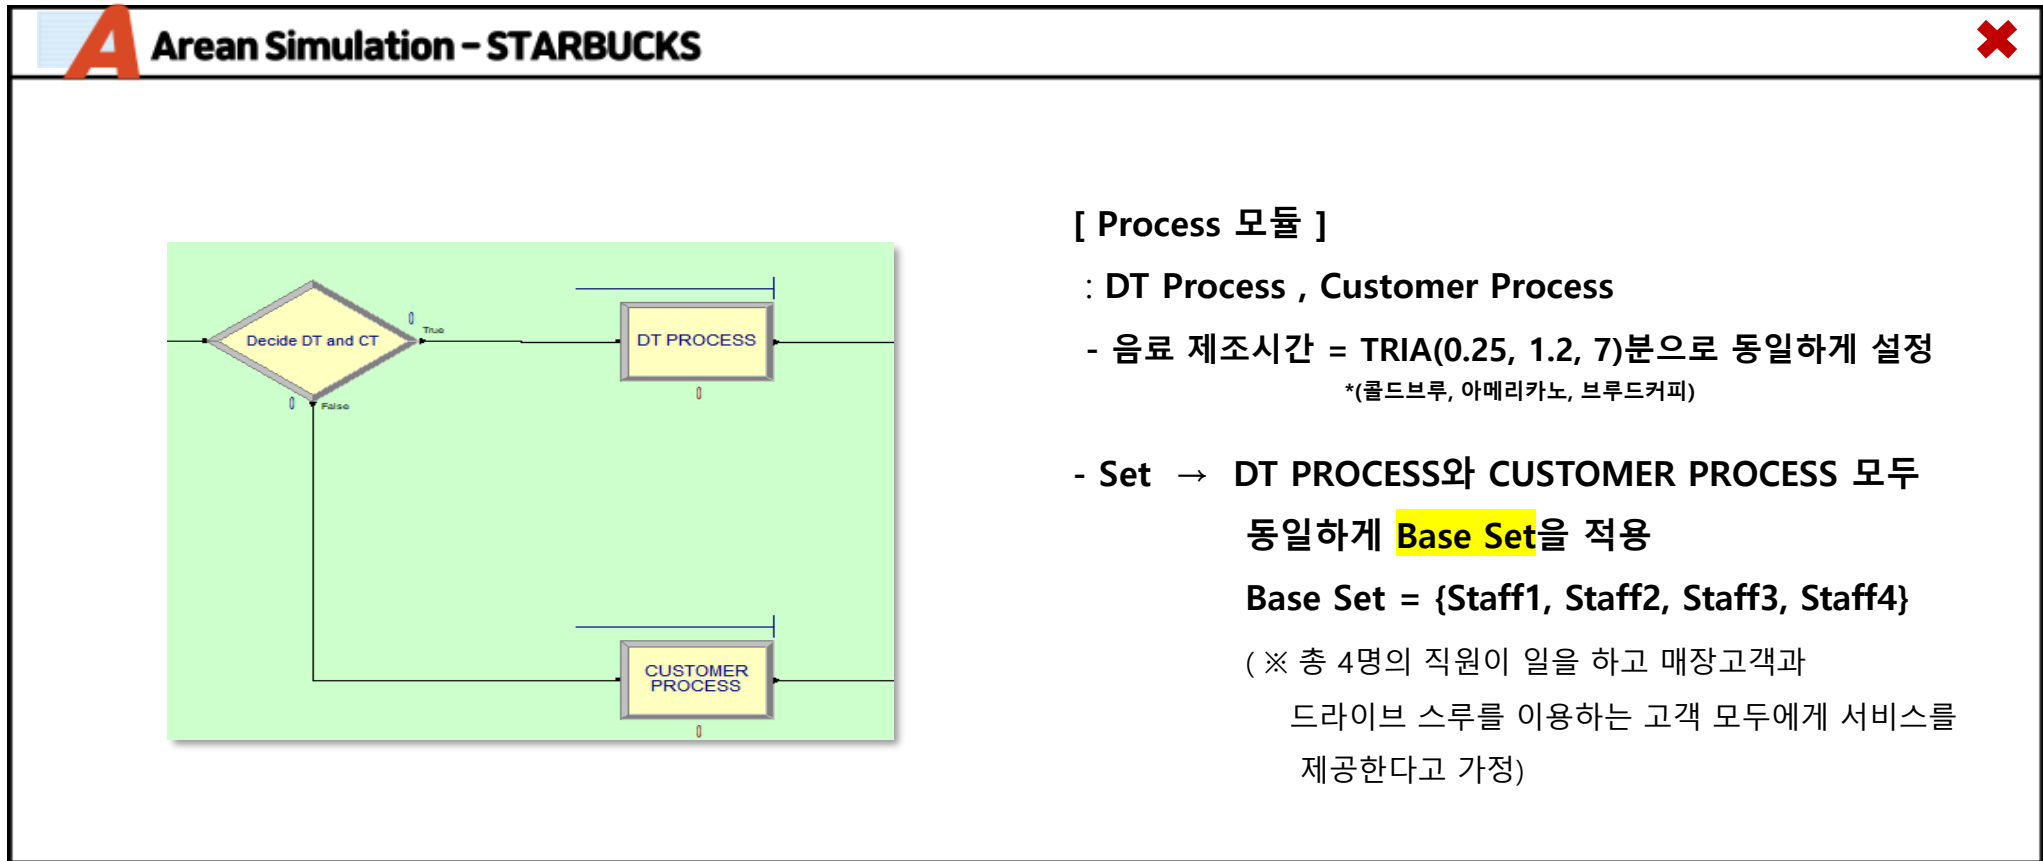 A Arean Simulation – STARBUCKS
Decide DT and CT
0
True
0
False
DT PROCESS
0
CUSTOMER
PROCESS
0
[ Process 모듈 ]
: DT Process , Customer Process
- 음료 제조시간 = TRIA(0.25, 1.2, 7)분으로 동일하게 설정
*(콜드브루, 아메리카노, 브루드커피)
- Set → DT PROCESS와 CUSTOMER PROCESS 모두
동일하게 Base Set을 적용
Base Set = {Staff1, Staff2, Staff3, Staff4}
( ※ 총 4명의 직원이 일을 하고 매장고객과
드라이브 스루를 이용하는 고객 모두에게 서비스를
제공한다고 가정)